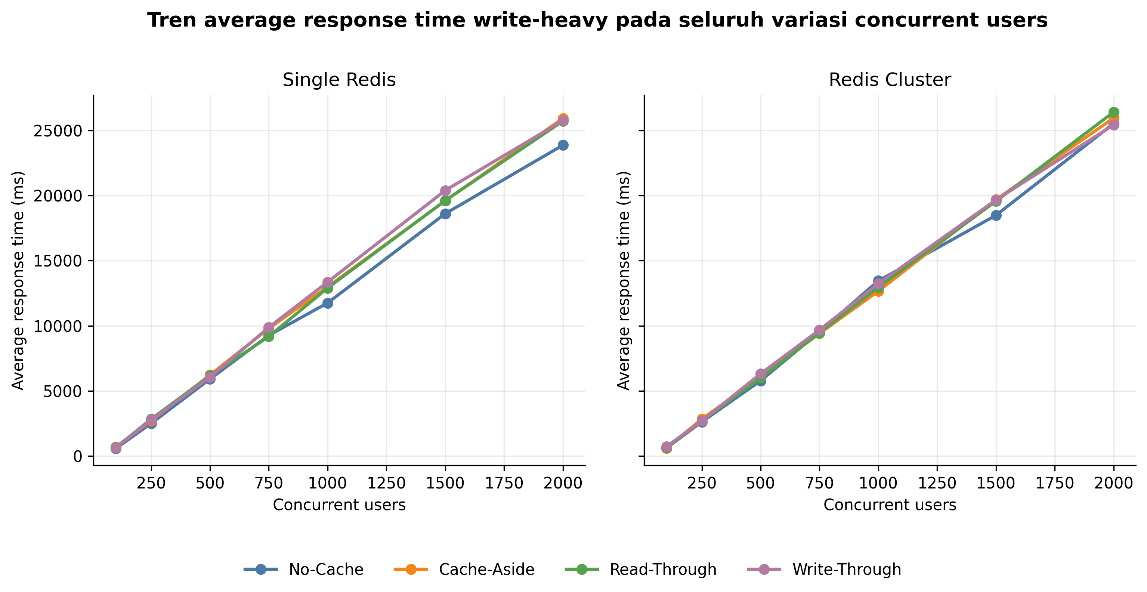 Tren average response time write-heavy pada seluruh variasi concurrent users
Single Redis
Average response time (ms)
25000
20000
15000
10000
5000
0
250 500 750 1000 1250 1500 1750 2000
Concurrent users
Redis Cluster
Average response time (ms)
250 500 750 1000 1250 1500 1750 2000
Concurrent users
No-Cache Cache-Aside Read-Through Write-Through